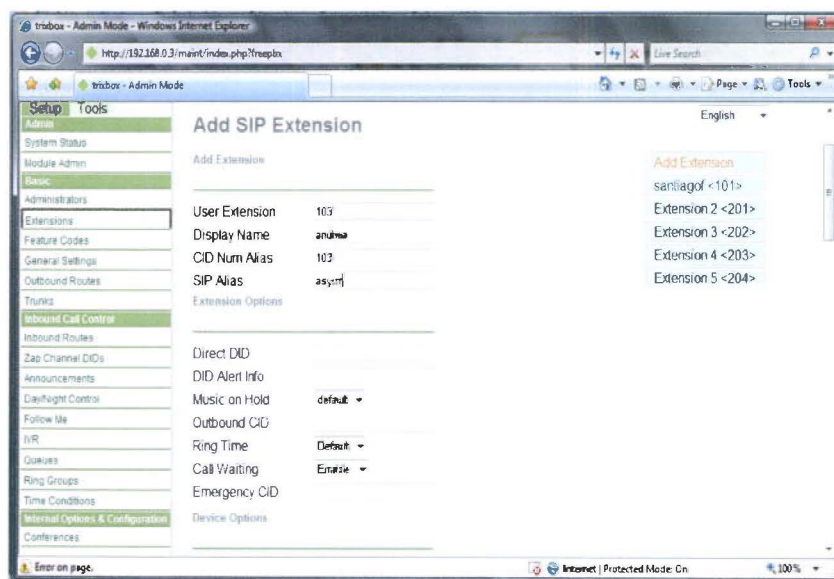 trixbox - Admin Mode - Windows Internet Explorer
http://192.168.0.3/maint/index.php?freepbx
Live Search
trixbox - Admin Mode
Page
Tools
Setup Tools
English
Admin
System Status
Module Admin
Basic
Administrators
Extensions
Feature Codes
General Settings
Outbound Routes
Trunks
Inbound Call Control
Inbound Routes
Zap Channel DIDs
Announcements
Day/Night Control
Follow Me
IVR
Queues
Ring Groups
Time Conditions
Internal Options & Configuration
Conferences
Add SIP Extension
Add Extension
User Extension 103
Display Name
CID Num Alias 103
SIP Alias
Extension Options
Direct DID
DID Alert Info
Music on Hold default
Outbound CID
Ring Time Default
Call Waiting Enable
Emergency CID
Device Options
Add Extension
santiagof <101>
Extension 2 <201>
Extension 3 <202>
Extension 4 <203>
Extension 5 <204>
Error on page.
Internet | Protected Mode: On
100%